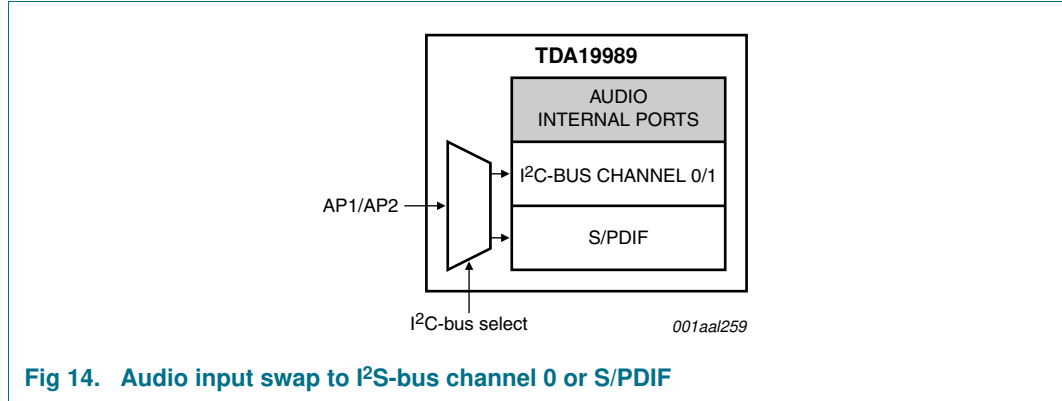 TDA19989
AUDIO
INTERNAL PORTS
I²C-BUS CHANNEL 0/1
AP1/AP2
S/PDIF
I²C-bus select
001aal259
Fig 14. Audio input swap to I²S-bus channel 0 or S/PDIF